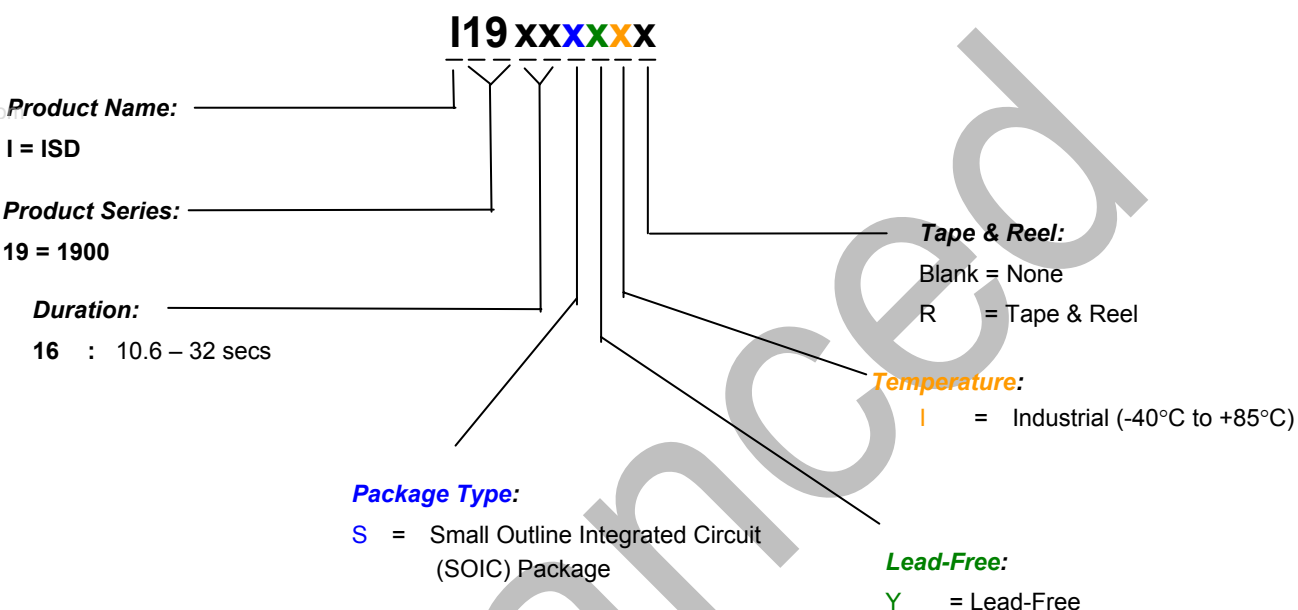 I19 xxxxxx
Product Name:
I = ISD
Product Series:
19 = 1900
Duration:
16 : 10.6 – 32 secs
Tape & Reel:
Blank = None
R = Tape & Reel
Temperature:
I = Industrial (-40°C to +85°C)
Package Type:
S = Small Outline Integrated Circuit
(SOIC) Package
Lead-Free:
Y = Lead-Free